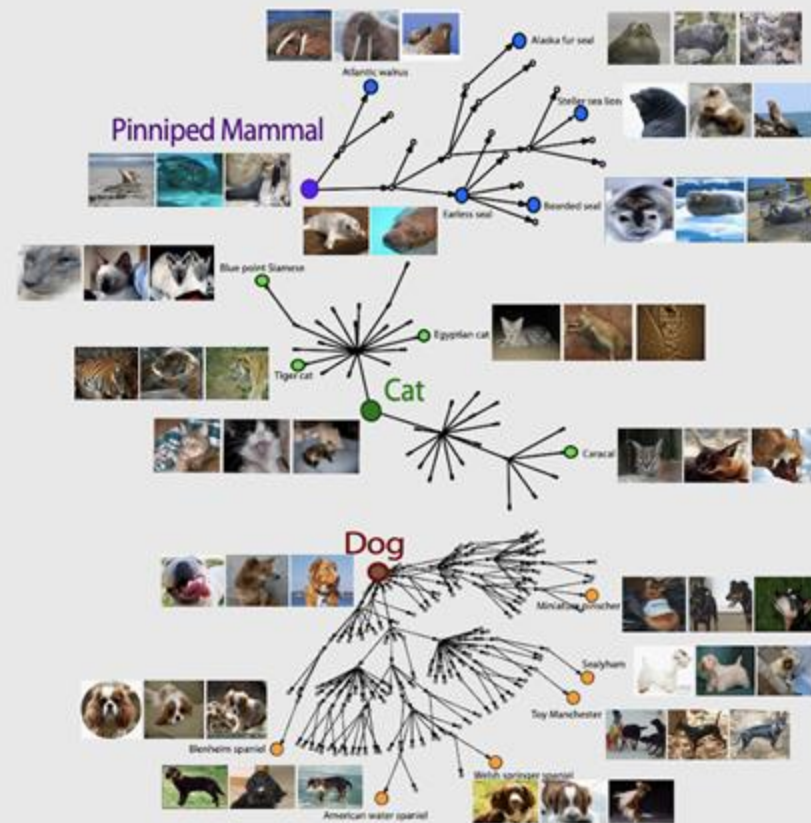 Alaska fur seal
Atlantic walrus
Steller sea lion
Pinniped Mammal
Earless seal
Bearded seal
Blue point Siamese
Egyptian cat
Tiger cat
Cat
Caracal
Dog
Miniature pinscher
Sealyham
Toy Manchester
Blenheim spaniel
Welsh springer spaniel
American water spaniel